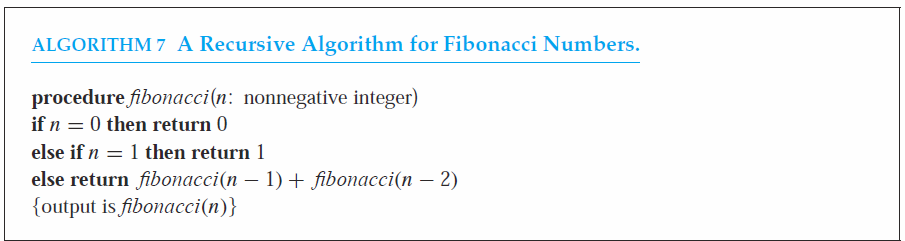 ALGORITHM 7 A Recursive Algorithm for Fibonacci Numbers.
procedure fibonacci(n: nonnegative integer)
if n = 0 then return 0
else if n = 1 then return 1
else return fibonacci(n − 1) + fibonacci(n − 2)
{output is fibonacci(n)}